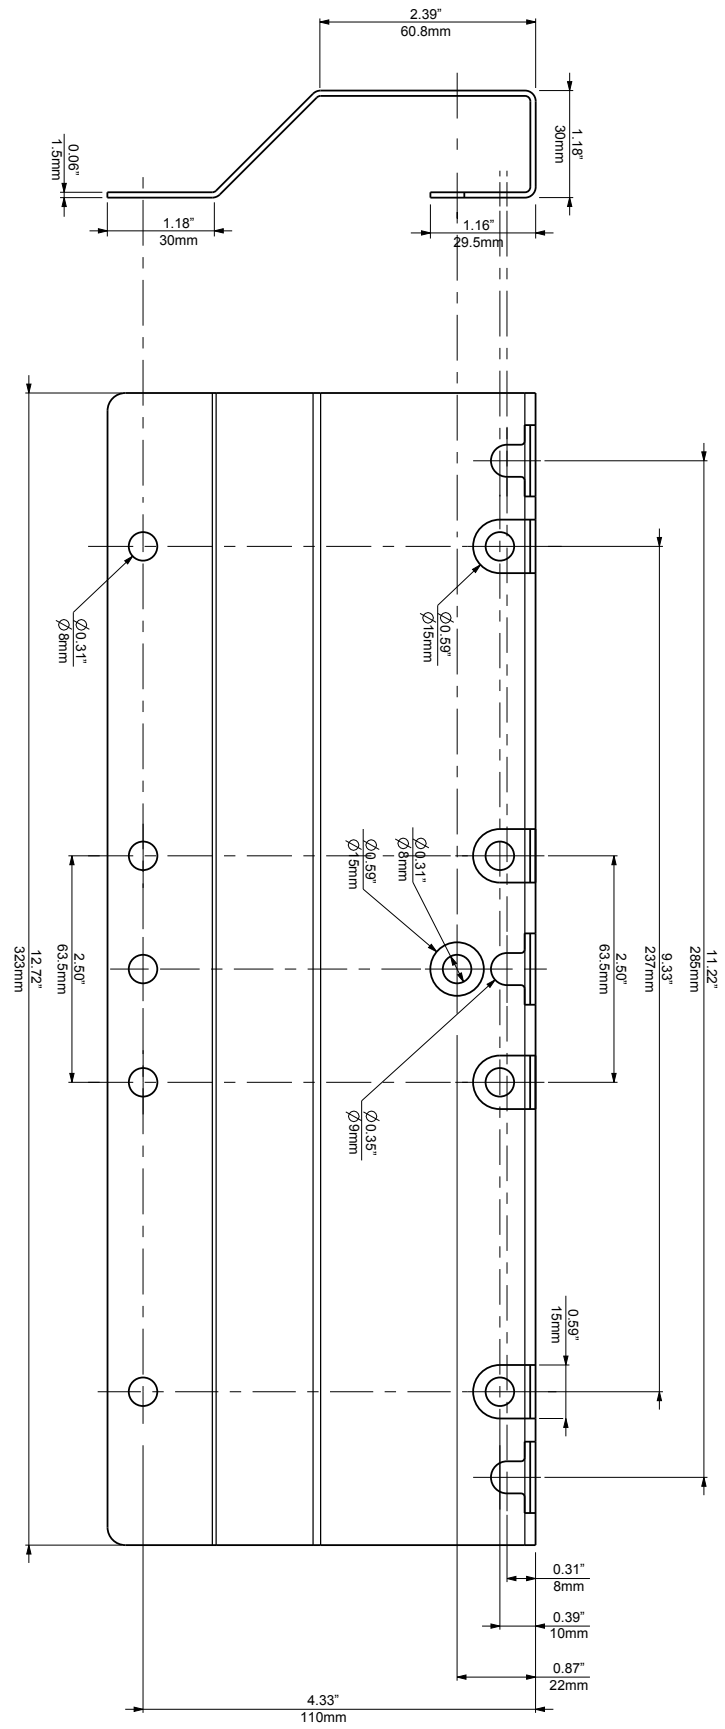 2.39"
60.8mm
1.18"
30mm
0.06"
1.5mm
1.18"
30mm
1.16"
29.5mm
11.22"
285mm
9.33"
237mm
2.50"
63.5mm
Ø0.31"
Ø8mm
Ø0.59"
Ø15mm
Ø0.31"
Ø8mm
Ø0.59"
Ø15mm
12.72"
323mm
2.50"
63.5mm
Ø0.35"
Ø9mm
0.59"
15mm
0.31"
8mm
0.39"
10mm
0.87"
22mm
4.33"
110mm